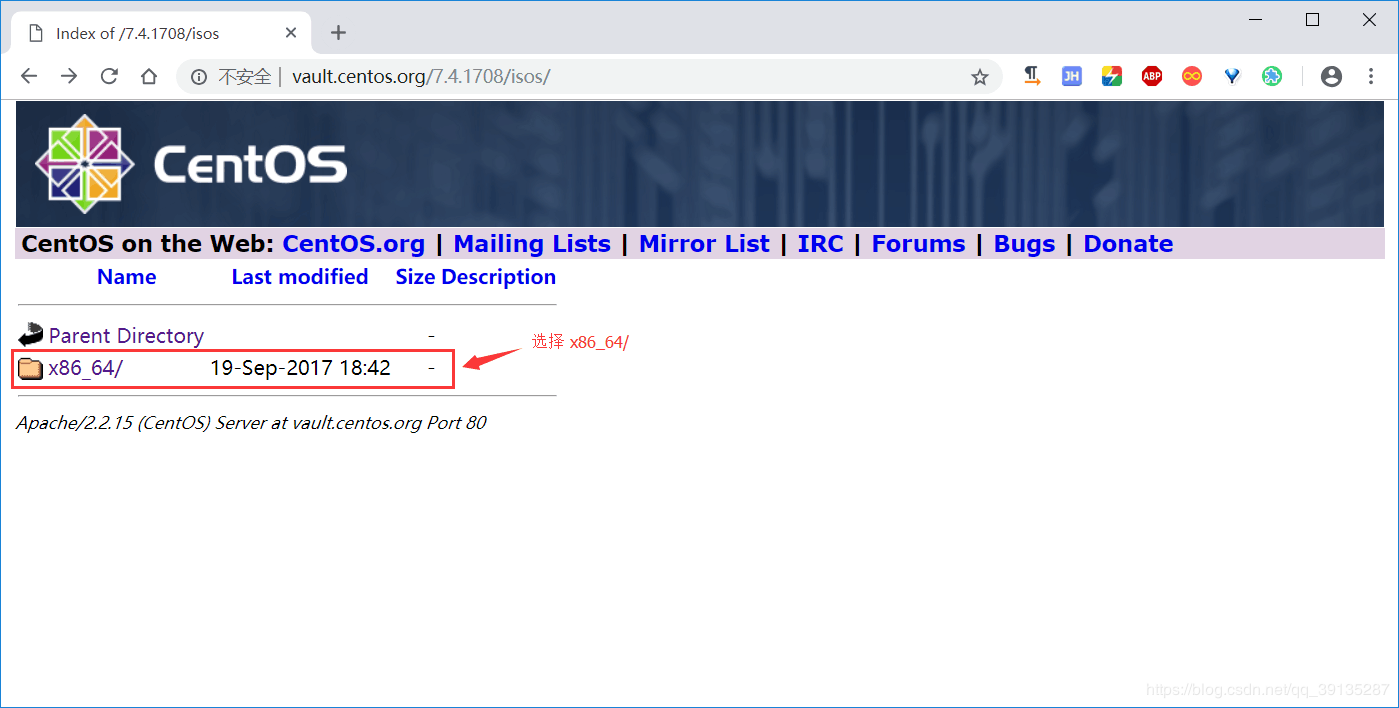 Index of /7.4.1708/isos
不安全 | vault.centos.org/7.4.1708/isos/
JH
ABP
CentOS
CentOS on the Web: CentOS.org | Mailing Lists | Mirror List | IRC | Forums | Bugs | Donate
Name Last modified Size Description
Parent Directory -
选择 x86_64/
x86_64/ 19-Sep-2017 18:42 -
Apache/2.2.15 (CentOS) Server at vault.centos.org Port 80
https://blog.csdn.net/qq_39135287